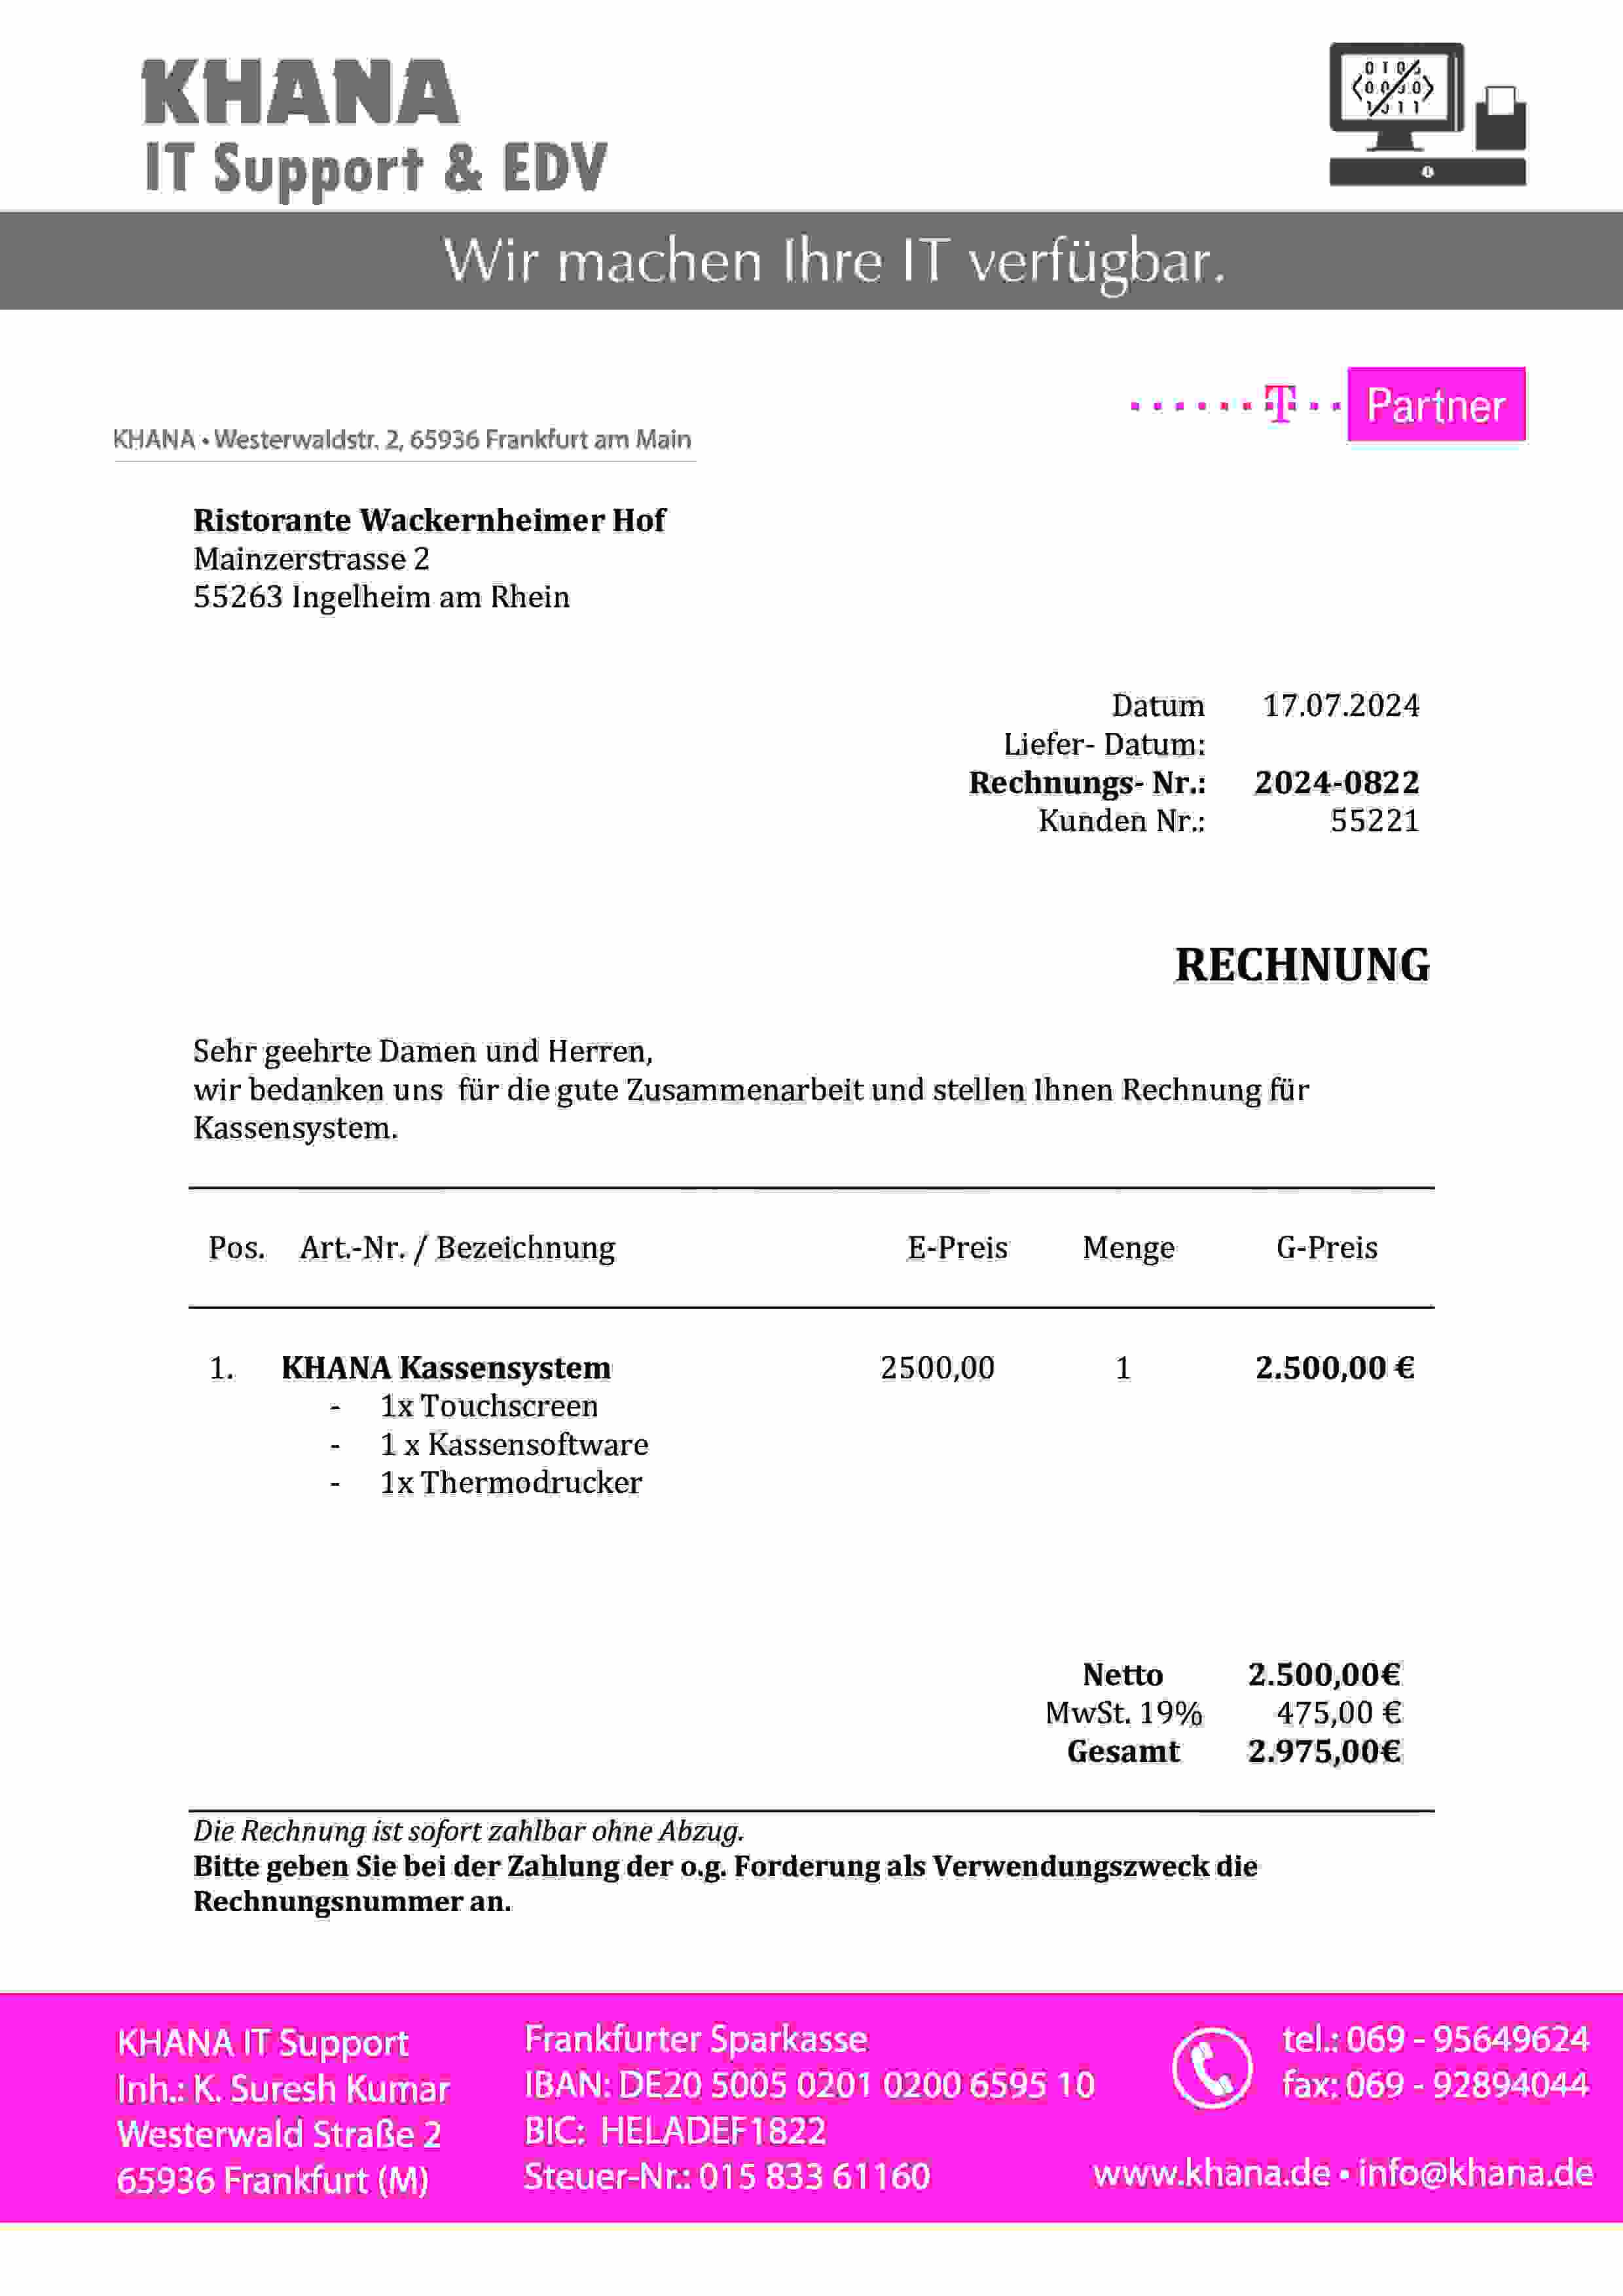 KHANA
IT Support & EDV
Wir machen Ihre IT verfügbar.
T Partner
KHANA • Westerwaldstr. 2, 65936 Frankfurt am Main
Ristorante Wackernheimer Hof
Mainzerstrasse 2
55263 Ingelheim am Rhein
Datum 17.07.2024
Liefer- Datum:
Rechnungs- Nr.: 2024-0822
Kunden Nr.: 55221
RECHNUNG
Sehr geehrte Damen und Herren,
wir bedanken uns für die gute Zusammenarbeit und stellen Ihnen Rechnung für
Kassensystem.
Pos. Art.-Nr. / Bezeichnung E-Preis Menge G-Preis
1. KHANA Kassensystem 2500,00 1 2.500,00 €
- 1x Touchscreen
- 1 x Kassensoftware
- 1x Thermodrucker
Netto 2.500,00€
MwSt. 19% 475,00 €
Gesamt 2.975,00€
Die Rechnung ist sofort zahlbar ohne Abzug.
Bitte geben Sie bei der Zahlung der o.g. Forderung als Verwendungszweck die
Rechnungsnummer an.
KHANA IT Support
Inh.: K. Suresh Kumar
Westerwald Straße 2
65936 Frankfurt (M)
Frankfurter Sparkasse
IBAN: DE20 5005 0201 0200 6595 10
BIC: HELADEF1822
Steuer-Nr.: 015 833 61160
tel.: 069 - 95649624
fax: 069 - 92894044
www.khana.de • info@khana.de